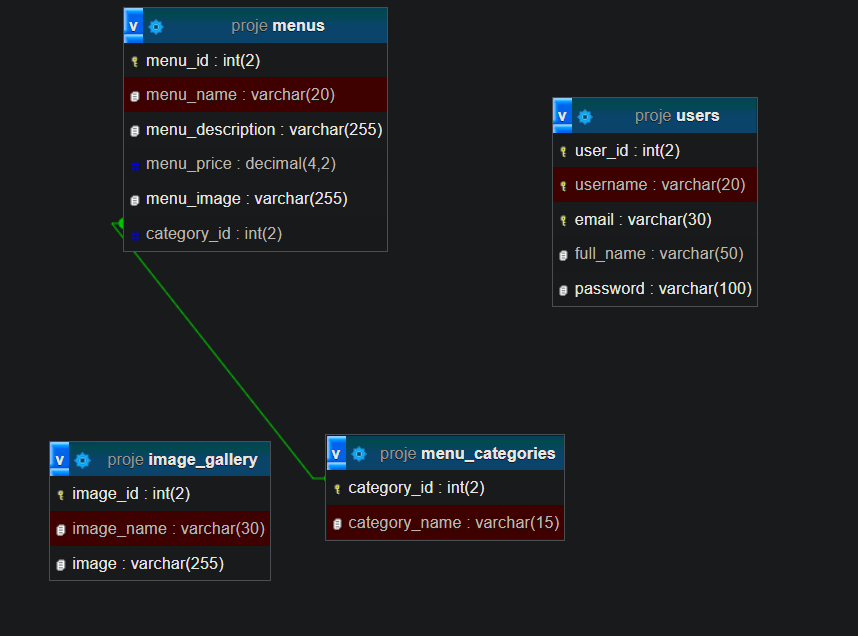 v proje menus
menu_id : int(2)
menu_name : varchar(20)
menu_description : varchar(255)
menu_price : decimal(4,2)
menu_image : varchar(255)
category_id : int(2)
v proje users
user_id : int(2)
username : varchar(20)
email : varchar(30)
full_name : varchar(50)
password : varchar(100)
v proje image_gallery
image_id : int(2)
image_name : varchar(30)
image : varchar(255)
v proje menu_categories
category_id : int(2)
category_name : varchar(15)